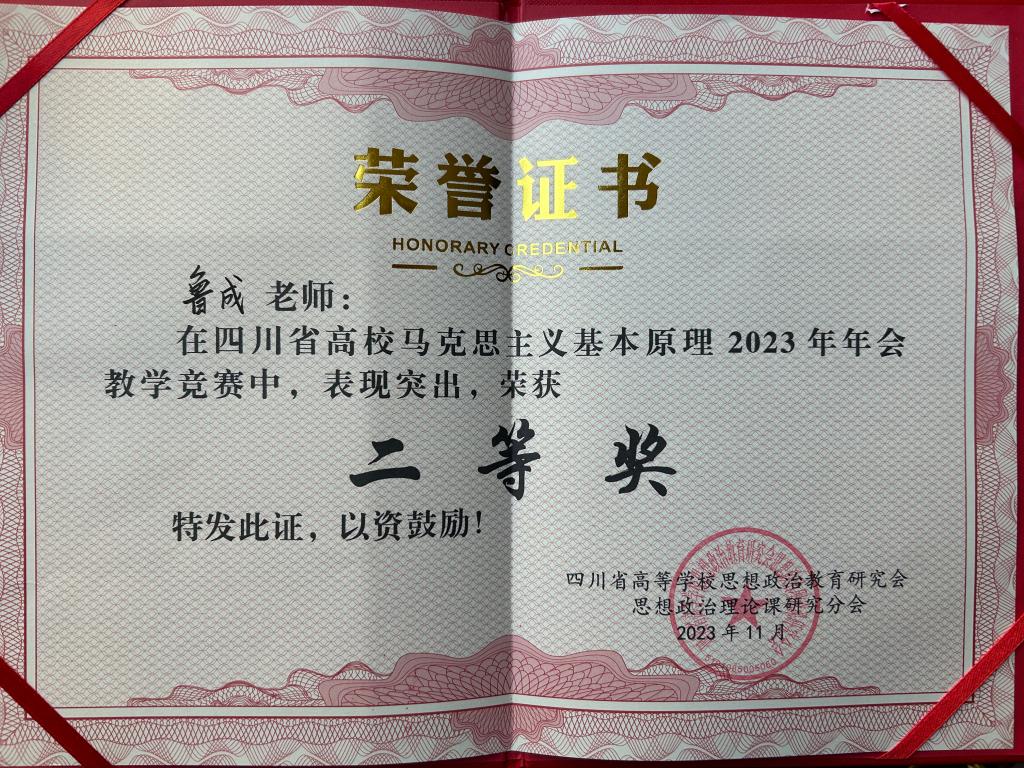 荣誉证书
HONORARY CREDENTIAL
鲁成 老师：
在四川省高校马克思主义基本原理 2023 年年会
教学竞赛中，表现突出，荣获
二等奖
特发此证，以资鼓励！
四川省高等学校思想政治教育研究会
思想政治理论课研究分会
2023 年 11 月